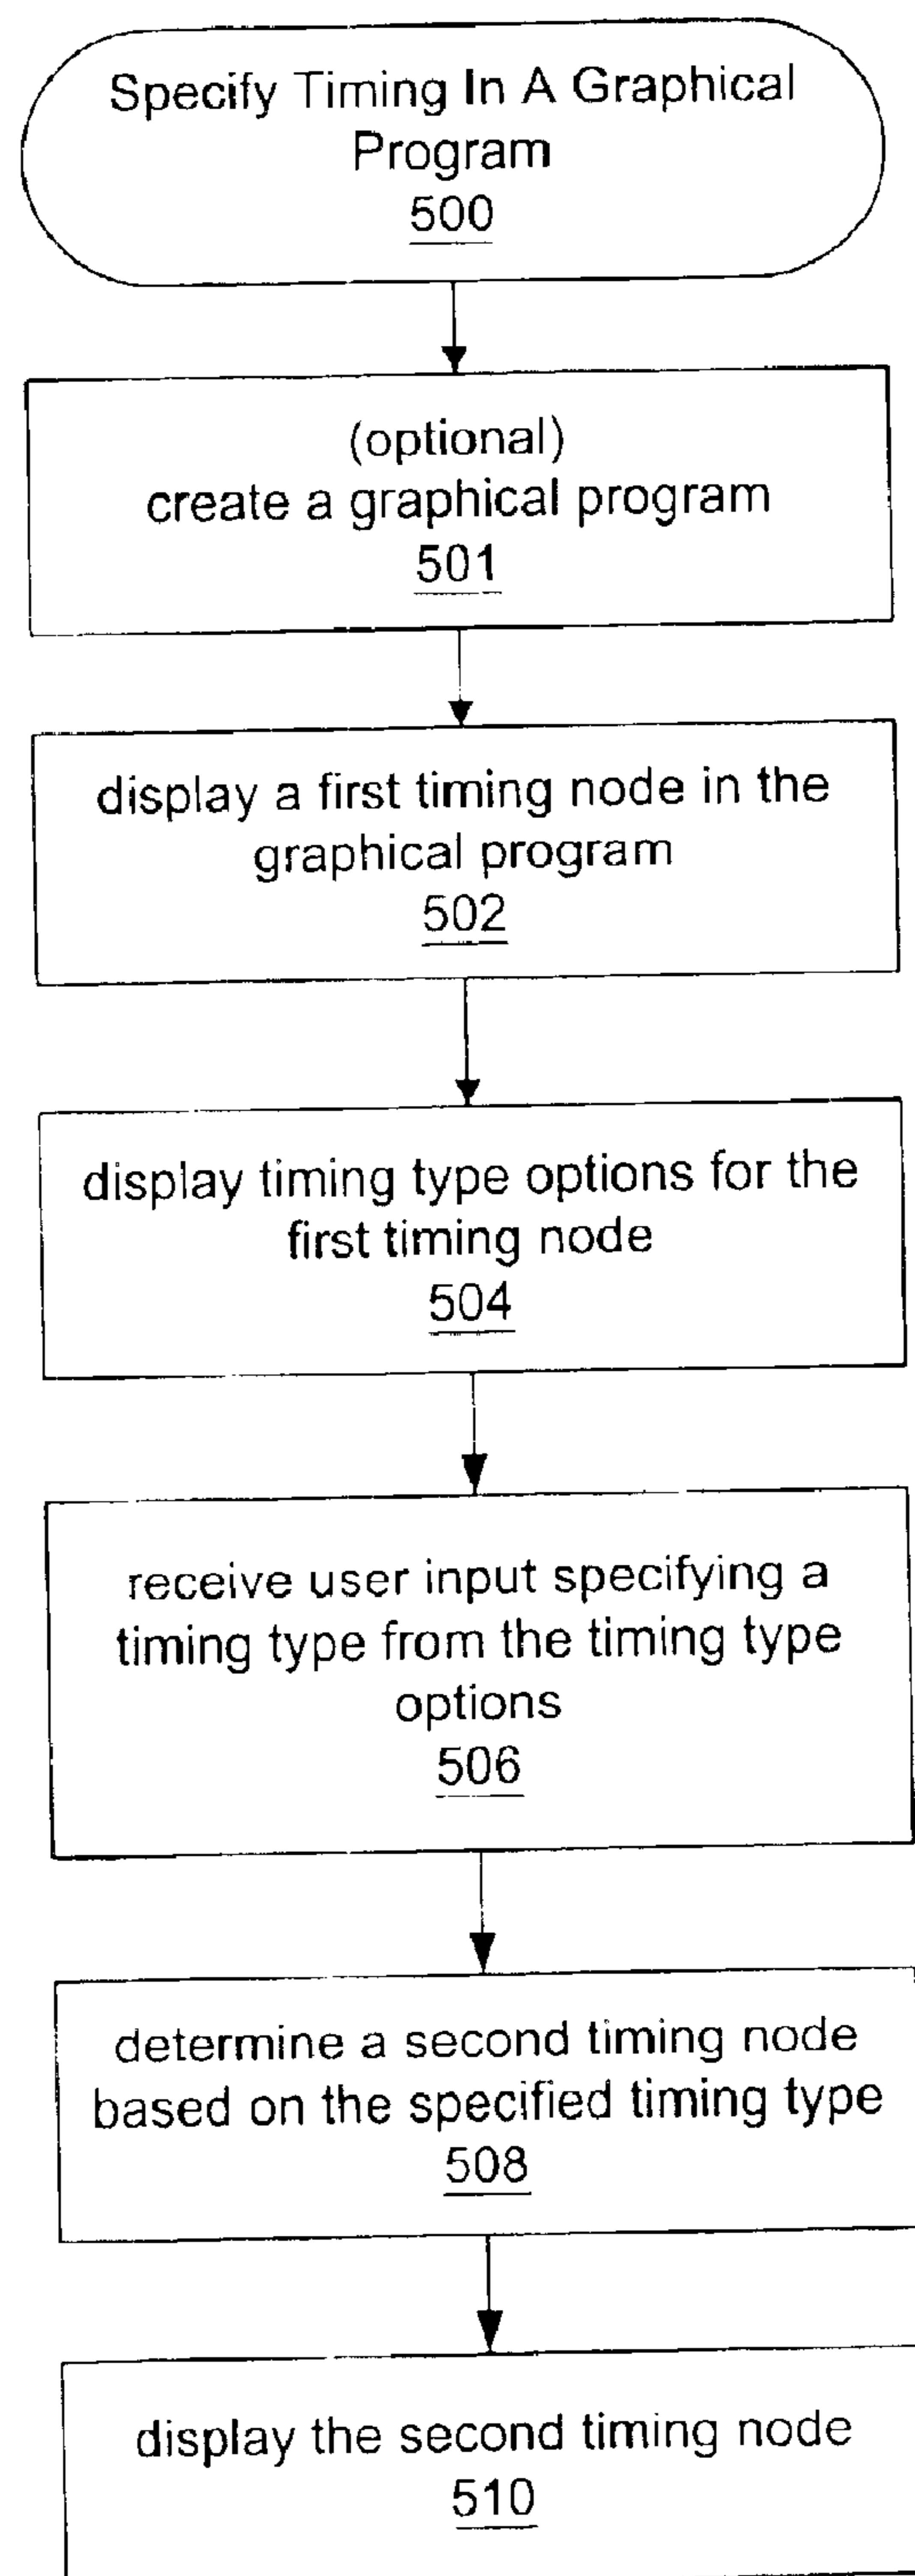 Specify Timing In A Graphical
Program
500
(optional)
create a graphical program
501
display a first timing node in the
graphical program
502
display timing type options for the
first timing node
504
receive user input specifying a
timing type from the timing type
options
506
determine a second timing node
based on the specified timing type
508
display the second timing node
510